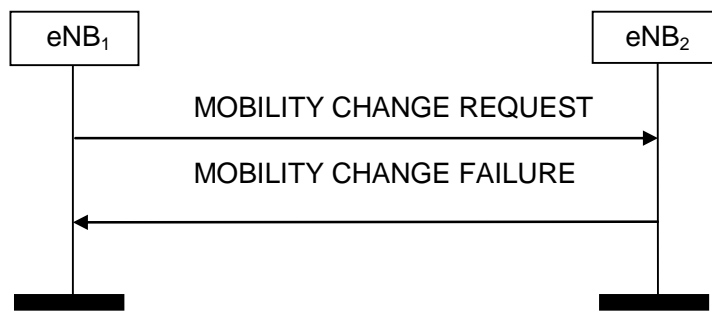 eNB₁
eNB₂
MOBILITY CHANGE REQUEST
MOBILITY CHANGE FAILURE